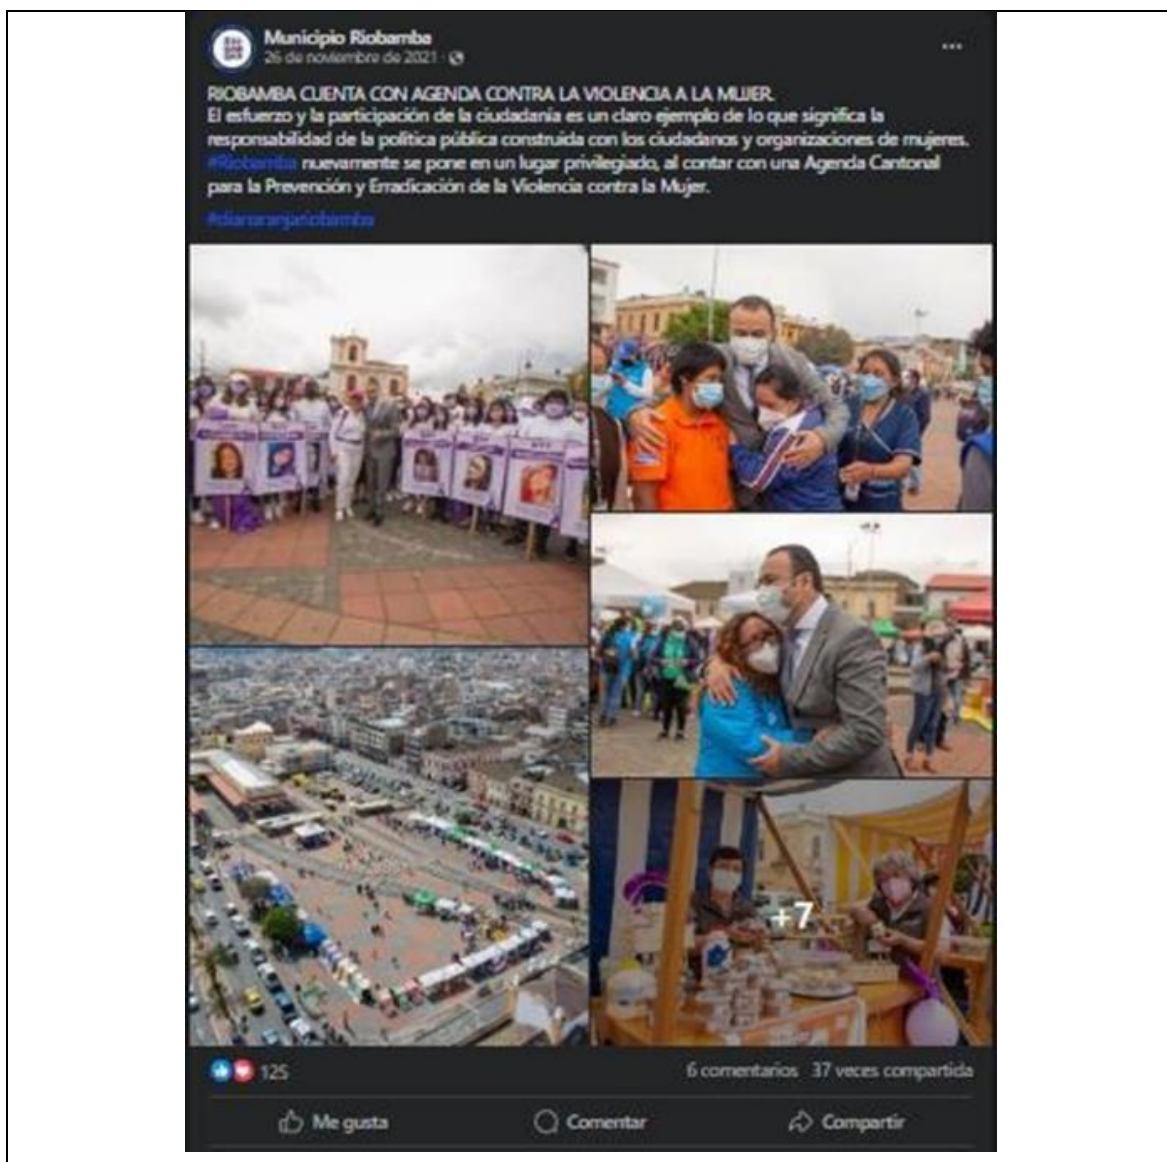 Municipio Riobamba
26 de noviembre de 2021 ·
RIOBAMBA CUENTA CON AGENDA CONTRA LA VIOLENCIA A LA MUJER.
El esfuerzo y la participación de la ciudadanía es un claro ejemplo de lo que significa la
responsabilidad de la política pública construida con los ciudadanos y organizaciones de mujeres.
#Riobamba nuevamente se pone en un lugar privilegiado, al contar con una Agenda Cantonal
para la Prevención y Erradicación de la Violencia contra la Mujer.
#dianaranjariobamba
+7
125
6 comentarios 37 veces compartida
Me gusta Comentar Compartir